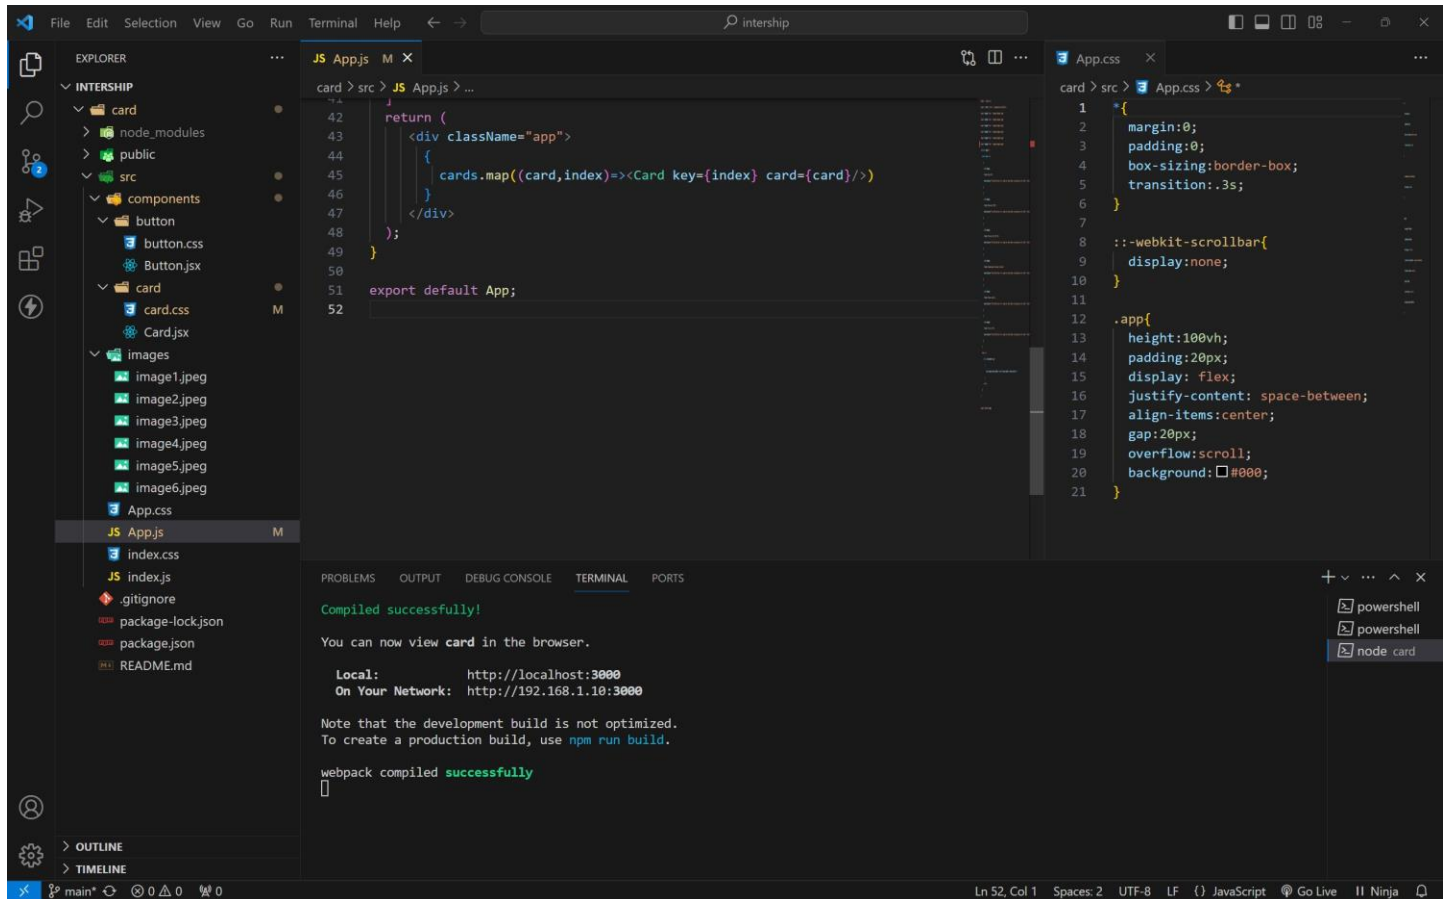 File Edit Selection View Go Run Terminal Help intership
EXPLORER
INTERSHIP
card
node_modules
public
src
components
button
button.css
Button.jsx
card
card.css M
Card.jsx
images
image1.jpeg
image2.jpeg
image3.jpeg
image4.jpeg
image5.jpeg
image6.jpeg
App.css
JS App.js M
index.css
JS index.js
.gitignore
package-lock.json
package.json
README.md
OUTLINE
TIMELINE
JS App.js M
card > src > JS App.js > ...
41 ]
42 return (
43 <div className="app">
44 {
45 cards.map((card,index)=><Card key={index} card={card}/>)
46 }
47 </div>
48 );
49 }
50
51 export default App;
52
App.css
card > src > App.css > *
1 *{
2 margin:0;
3 padding:0;
4 box-sizing:border-box;
5 transition:.3s;
6 }
7
8 ::-webkit-scrollbar{
9 display:none;
10 }
11
12 .app{
13 height:100vh;
14 padding:20px;
15 display: flex;
16 justify-content: space-between;
17 align-items:center;
18 gap:20px;
19 overflow:scroll;
20 background:#000;
21 }
PROBLEMS OUTPUT DEBUG CONSOLE TERMINAL PORTS
Compiled successfully!
You can now view card in the browser.
Local: http://localhost:3000
On Your Network: http://192.168.1.10:3000
Note that the development build is not optimized.
To create a production build, use npm run build.
webpack compiled successfully
powershell
powershell
node card
2
main* 0 0 0 Ln 52, Col 1 Spaces: 2 UTF-8 LF {} JavaScript Go Live II Ninja